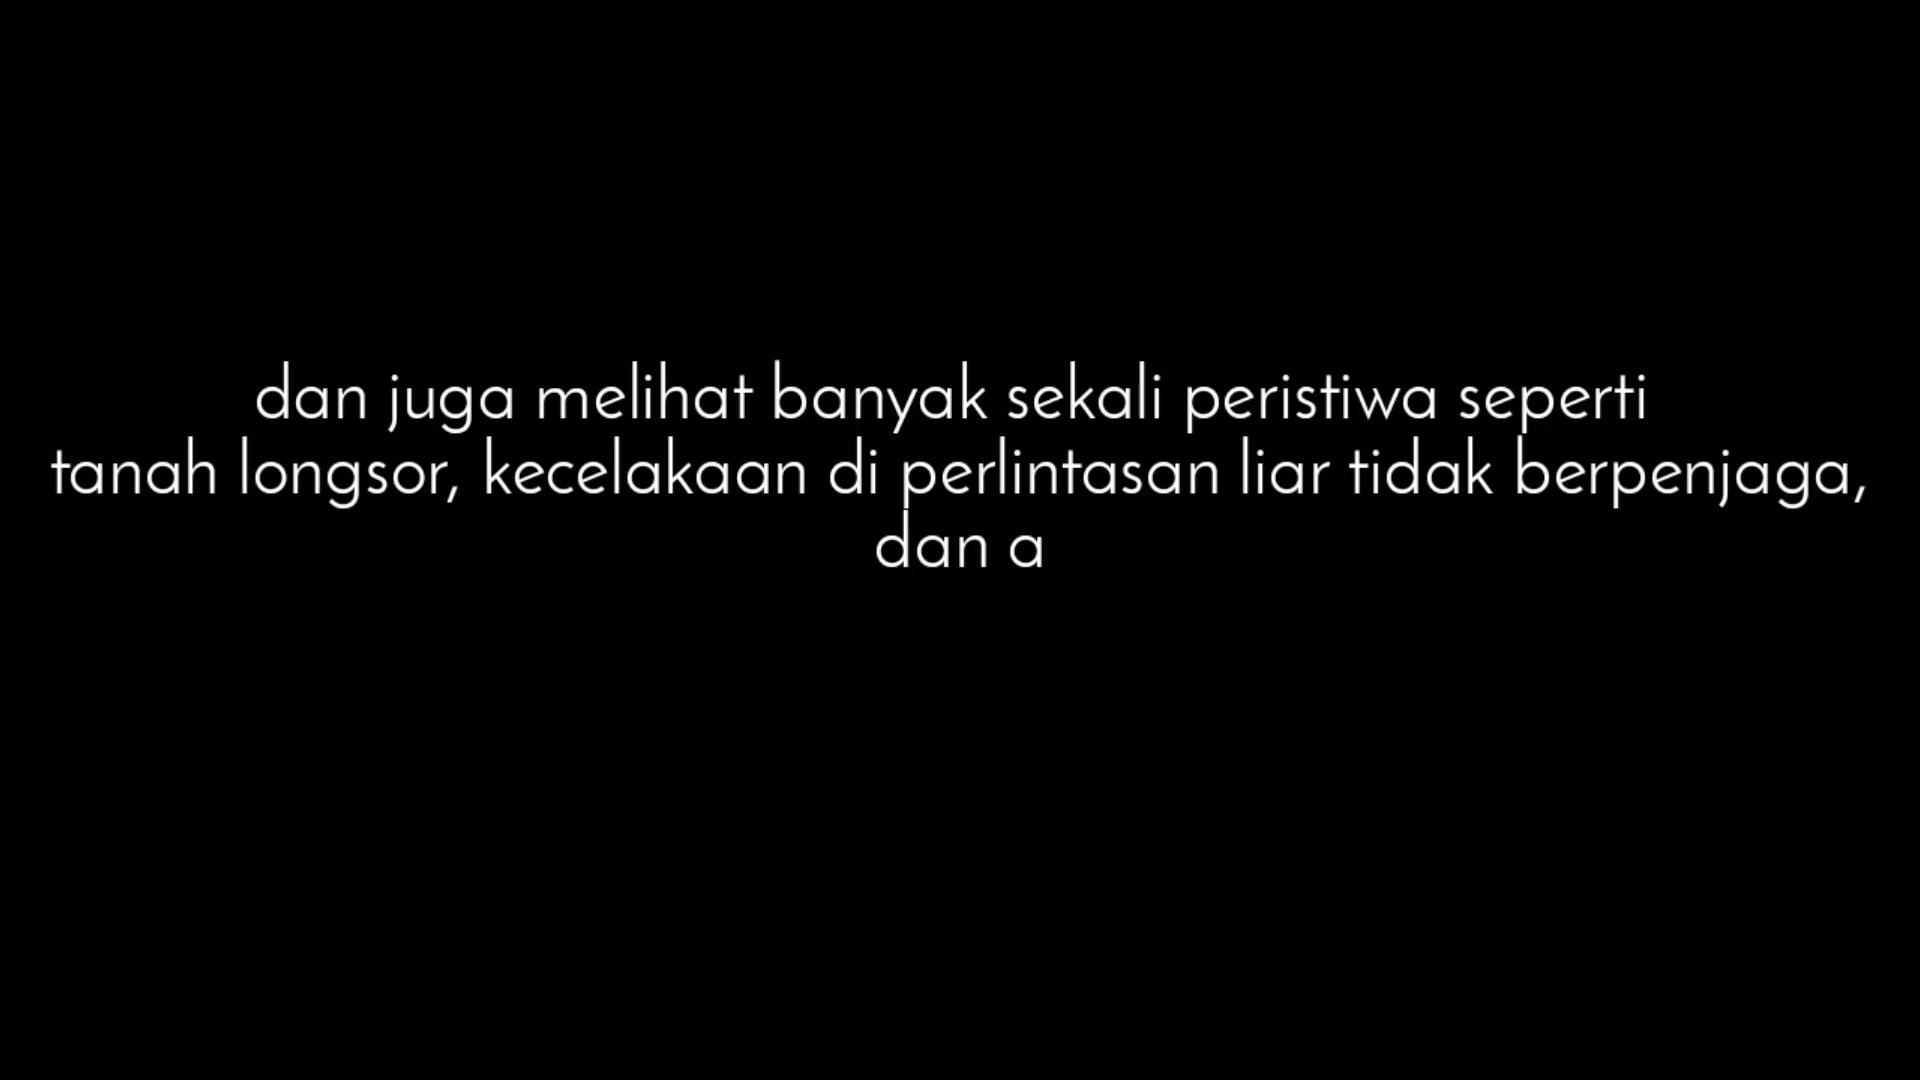 dan juga melihat banyak sekali peristiwa seperti
tanah longsor, kecelakaan di perlintasan liar tidak berpenjaga,
dan a